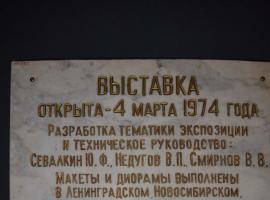 ВЫСТАВКА
ОТКРЫТА-4 МАРТА 1974 ГОДА
РАЗРАБОТКА ТЕМАТИКИ ЭКСПОЗИЦИИ
И ТЕХНИЧЕСКОЕ РУКОВОДСТВО:
СЕВАЛКИН Ю.Ф., НЕДУГОВ В.П., СМИРНОВ В.В.
МАКЕТЫ И ДИОРАМЫ ВЫПОЛНЕНЫ
В ЛЕНИНГРАДСКОМ, НОВОСИБИРСКОМ,